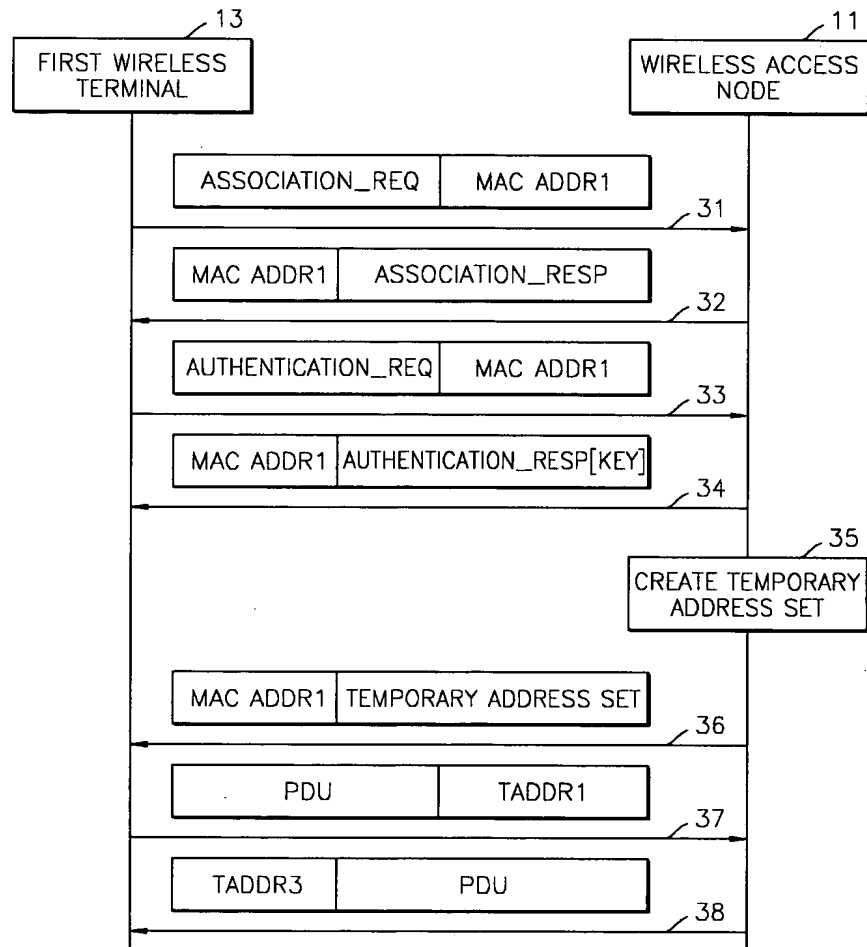 13
11
FIRST WIRELESS
TERMINAL
WIRELESS ACCESS
NODE
ASSOCIATION_REQ MAC ADDR1
31
MAC ADDR1 ASSOCIATION_RESP
32
AUTHENTICATION_REQ MAC ADDR1
33
MAC ADDR1 AUTHENTICATION_RESP[KEY]
34
35
CREATE TEMPORARY
ADDRESS SET
MAC ADDR1 TEMPORARY ADDRESS SET
36
PDU TADDR1
37
TADDR3 PDU
38